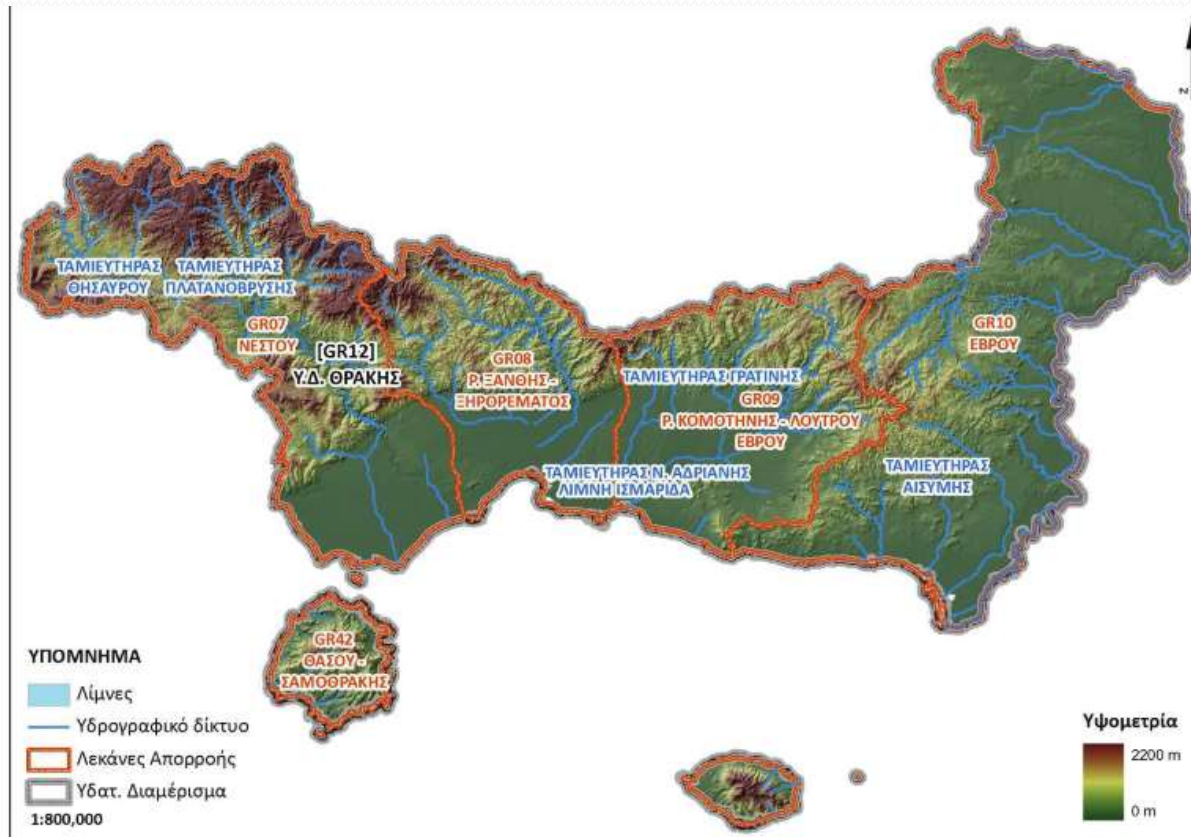 N
ΤΑΜΙΕΥΤΗΡΑΣ
ΘΗΣΑΥΡΟΥ
ΤΑΜΙΕΥΤΗΡΑΣ
ΠΛΑΤΑΝΟΒΡΥΣΗΣ
GR07
ΝΕΣΤΟΥ
[GR12]
Υ.Δ. ΘΡΑΚΗΣ
GR08
Ρ. ΞΑΝΘΗΣ -
ΞΗΡΟΡΕΜΑΤΟΣ
ΤΑΜΙΕΥΤΗΡΑΣ ΓΡΑΤΙΝΗΣ
GR09
Ρ. ΚΟΜΟΤΗΝΗΣ - ΛΟΥΤΡΟΥ
ΕΒΡΟΥ
GR10
ΕΒΡΟΥ
ΤΑΜΙΕΥΤΗΡΑΣ Ν. ΑΔΡΙΑΝΗΣ
ΛΙΜΝΗ ΙΣΜΑΡΙΔΑ
ΤΑΜΙΕΥΤΗΡΑΣ
ΑΙΣΥΜΗΣ
GR42
ΘΑΣΟΥ -
ΣΑΜΟΘΡΑΚΗΣ
ΥΠΟΜΝΗΜΑ
Λίμνες
Υδρογραφικό δίκτυο
Λεκάνες Απορροής
Υδατ. Διαμέρισμα
1:800,000
Υψομετρία
2200 m
0 m